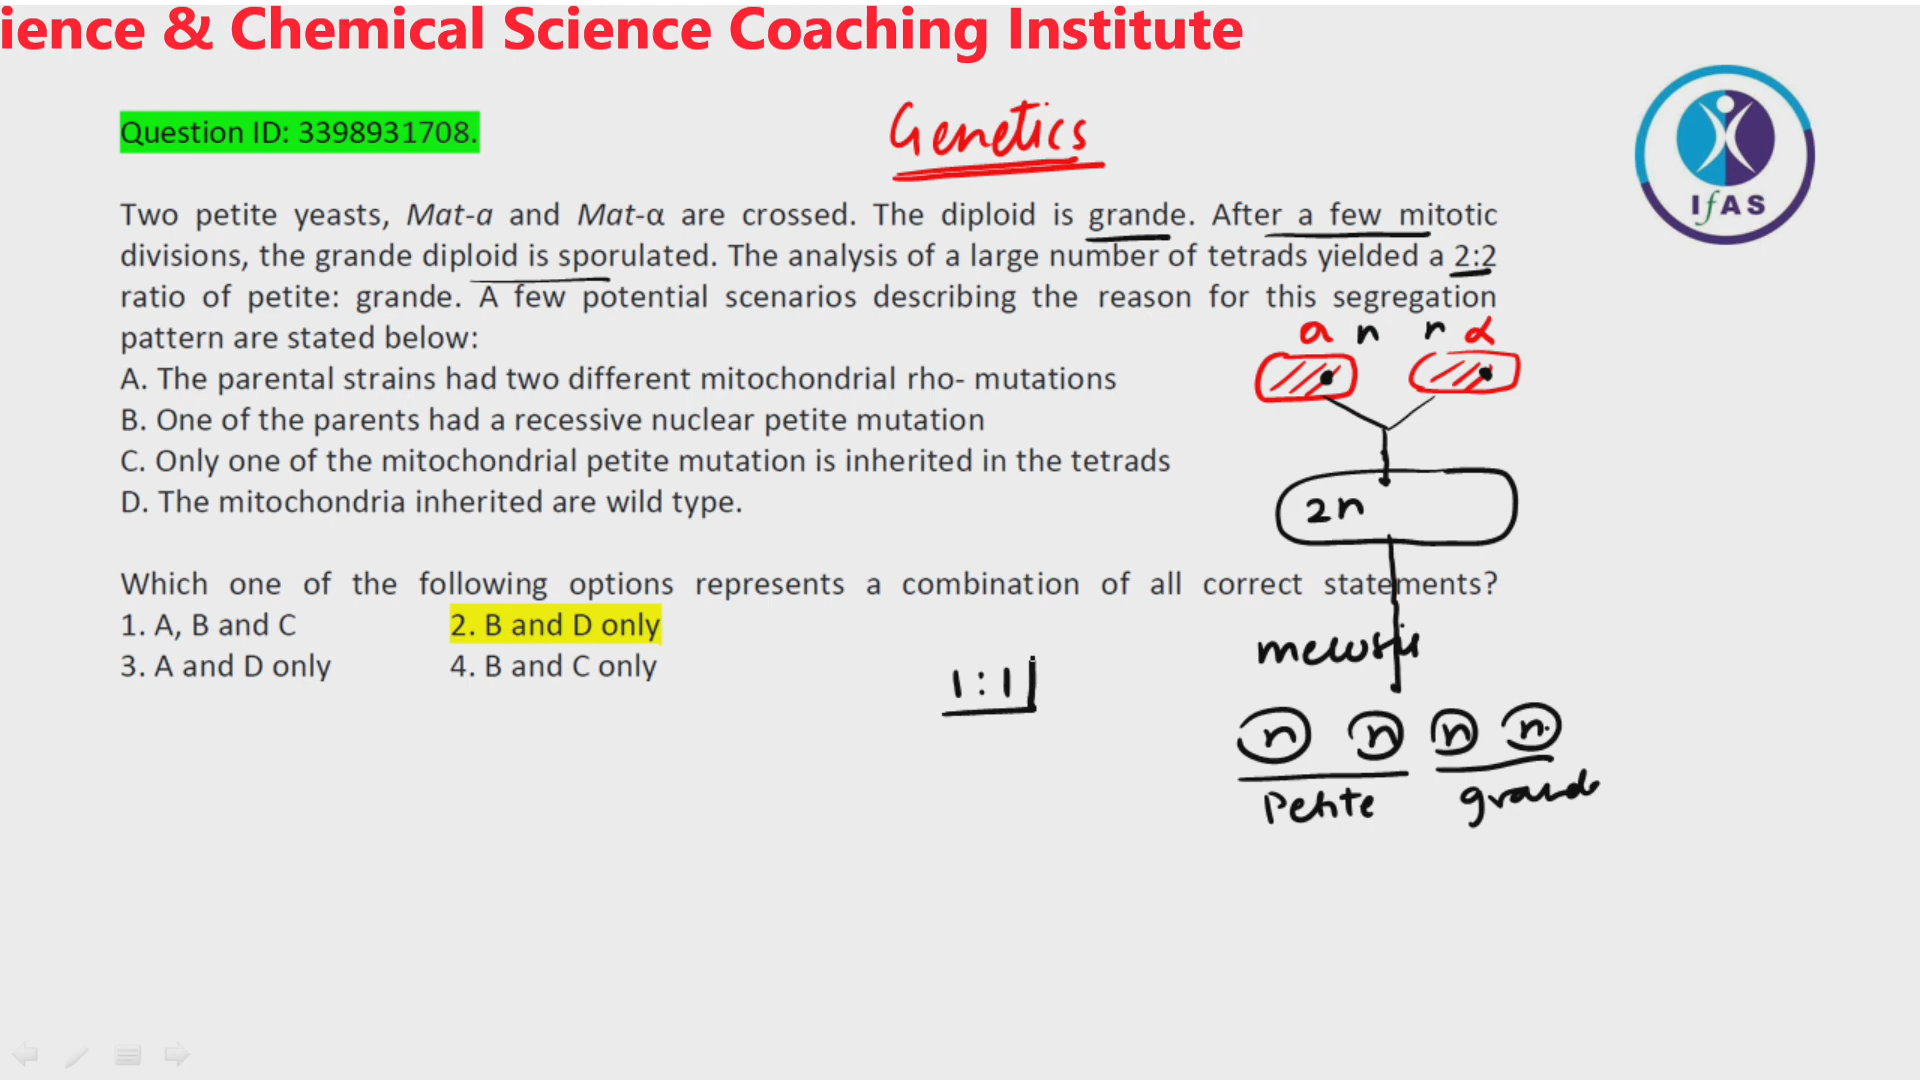 ience & Chemical Science Coaching Institute
Question ID: 3398931708.
Genetics
IfAS
Two petite yeasts, Mat-a and Mat-α are crossed. The diploid is grande. After a few mitotic
divisions, the grande diploid is sporulated. The analysis of a large number of tetrads yielded a 2:2
ratio of petite: grande. A few potential scenarios describing the reason for this segregation
pattern are stated below:
a n n α
A. The parental strains had two different mitochondrial rho- mutations
B. One of the parents had a recessive nuclear petite mutation
C. Only one of the mitochondrial petite mutation is inherited in the tetrads
D. The mitochondria inherited are wild type.
2n
Which one of the following options represents a combination of all correct statements?
1. A, B and C
2. B and D only
3. A and D only
4. B and C only
meiosis
1:1
n n n n
Petite grande